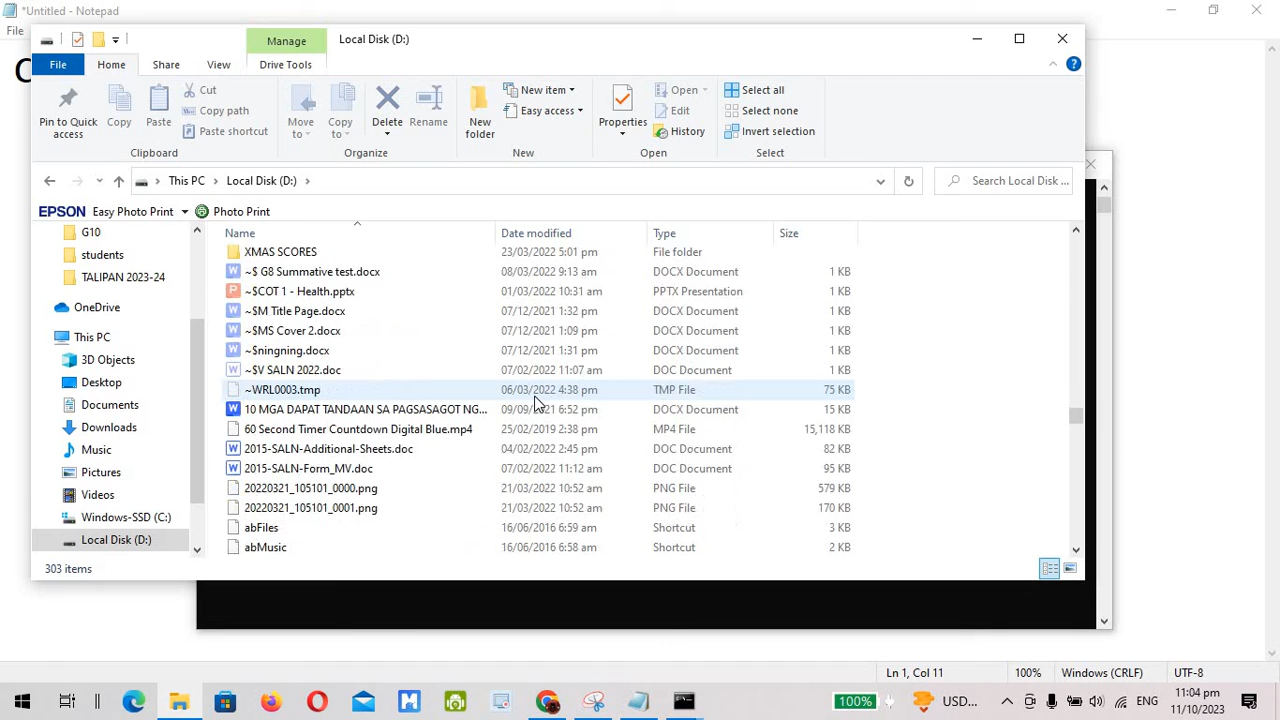 *Untitled - Notepad
File
Manage
Local Disk (D:)
File
Home
Share
View
Drive Tools
Pin to Quick access
Copy
Paste
Cut
Copy path
Paste shortcut
Clipboard
Move to
Copy to
Delete
Rename
Organize
New folder
New item
Easy access
New
Properties
Open
Edit
History
Open
Select all
Select none
Invert selection
Select
This PC
Local Disk (D:)
Search Local Disk ...
EPSON Easy Photo Print
Photo Print
G10
students
TALIPAN 2023-24
OneDrive
This PC
3D Objects
Desktop
Documents
Downloads
Music
Pictures
Videos
Windows-SSD (C:)
Local Disk (D:)
Name Date modified Type Size
XMAS SCORES 23/03/2022 5:01 pm File folder
~$ G8 Summative test.docx 08/03/2022 9:13 am DOCX Document 1 KB
~$COT 1 - Health.pptx 01/03/2022 10:31 am PPTX Presentation 1 KB
~$M Title Page.docx 07/12/2021 1:32 pm DOCX Document 1 KB
~$MS Cover 2.docx 07/12/2021 1:09 pm DOCX Document 1 KB
~$ningning.docx 07/12/2021 1:31 pm DOCX Document 1 KB
~$V SALN 2022.doc 07/02/2022 11:07 am DOC Document 1 KB
~WRL0003.tmp 06/03/2022 4:38 pm TMP File 75 KB
10 MGA DAPAT TANDAAN SA PAGSASAGOT NG... 09/09/2021 6:52 pm DOCX Document 15 KB
60 Second Timer Countdown Digital Blue.mp4 25/02/2019 2:38 pm MP4 File 15,118 KB
2015-SALN-Additional-Sheets.doc 04/02/2022 2:45 pm DOC Document 82 KB
2015-SALN-Form_MV.doc 07/02/2022 11:12 am DOC Document 95 KB
20220321_105101_0000.png 21/03/2022 10:52 am PNG File 579 KB
20220321_105101_0001.png 21/03/2022 10:52 am PNG File 170 KB
abFiles 16/06/2016 6:59 am Shortcut 3 KB
abMusic 16/06/2016 6:58 am Shortcut 2 KB
303 items
Ln 1, Col 11
100%
Windows (CRLF)
UTF-8
100%
USD...
ENG
11:04 pm
11/10/2023